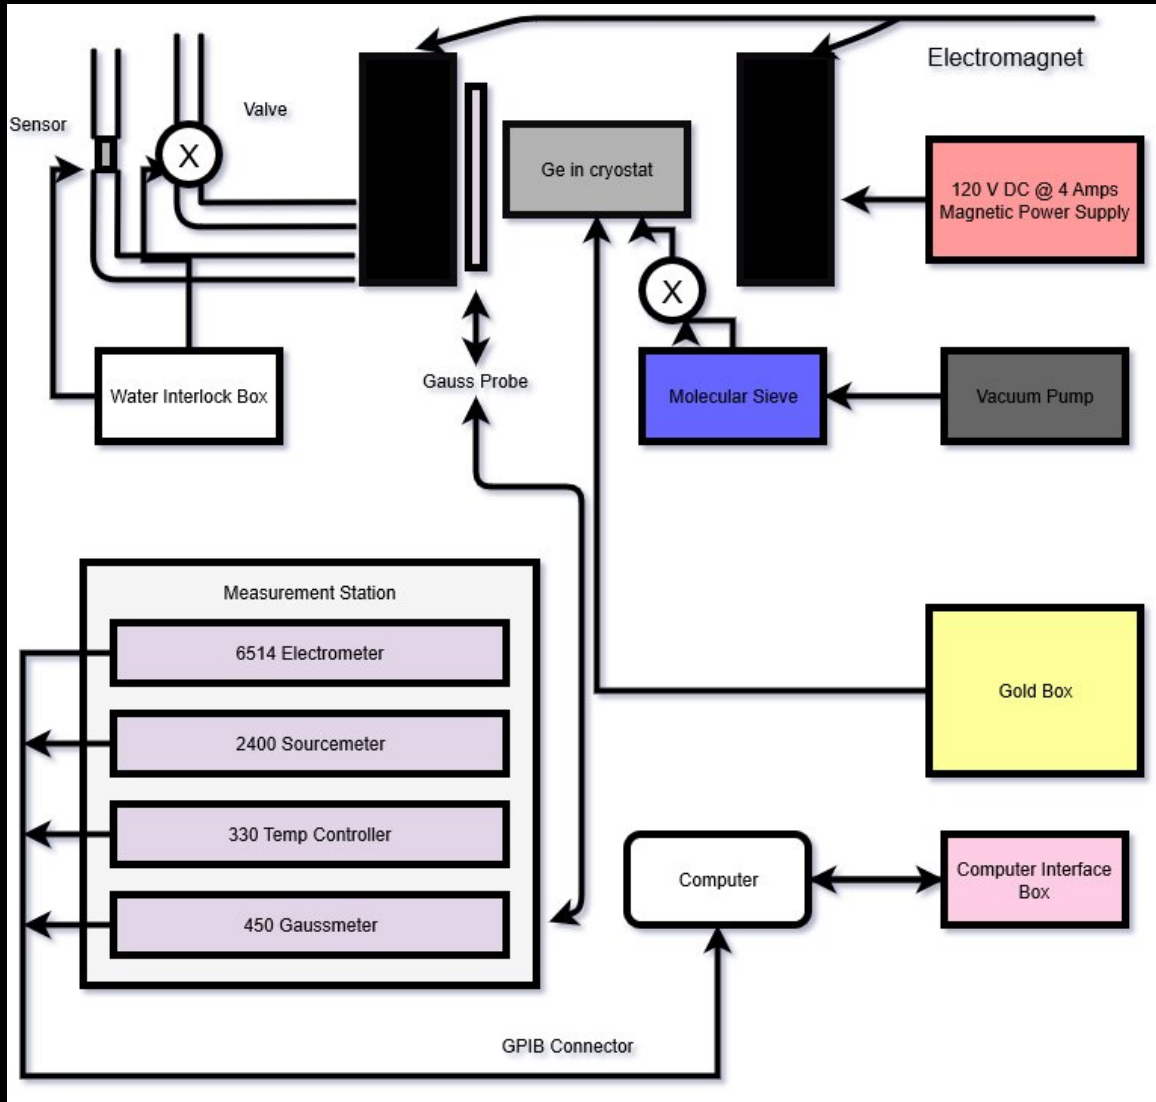 Electromagnet
Valve
Sensor
X
Ge in cryostat
120 V DC @ 4 Amps
Magnetic Power Supply
X
Gauss Probe
Water Interlock Box
Molecular Sieve
Vacuum Pump
Measurement Station
6514 Electrometer
2400 Sourcemeter
330 Temp Controller
450 Gaussmeter
Gold Box
Computer
Computer Interface
Box
GPIB Connector